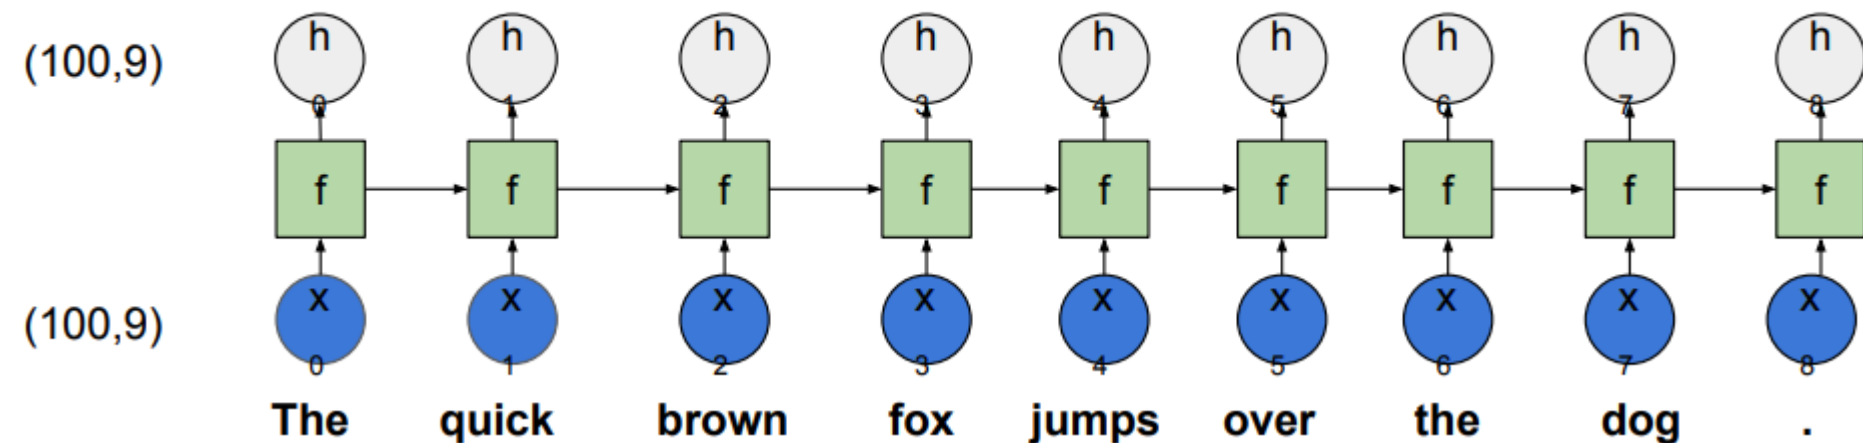 (100,9) h h h h h h h h h
0 1 2 3 4 5 6 7 8
f f f f f f f f f
(100,9) x x x x x x x x x
0 1 2 3 4 5 6 7 8
The quick brown fox jumps over the dog .